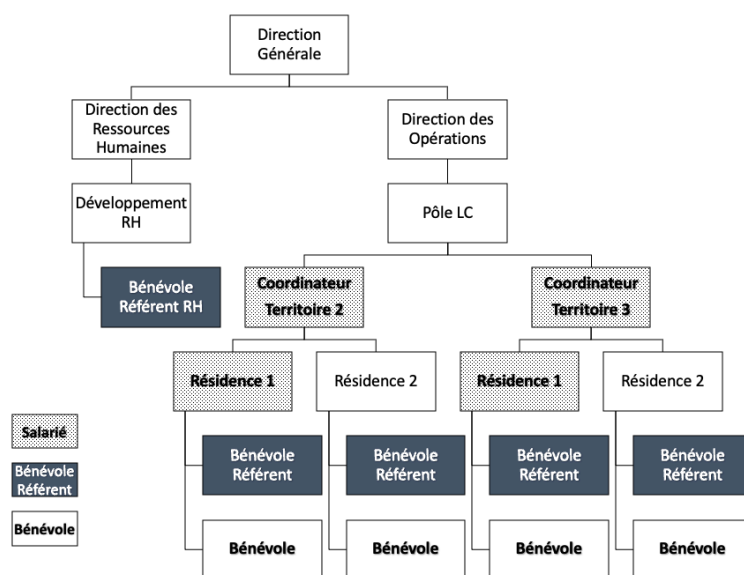 Direction
Générale
Direction des
Ressources
Humaines
Direction des
Opérations
Développement
RH
Pôle LC
Bénévole
Référent RH
Coordinateur
Territoire 2
Coordinateur
Territoire 3
Résidence 1
Résidence 2
Résidence 1
Résidence 2
Bénévole
Référent
Bénévole
Référent
Bénévole
Référent
Bénévole
Référent
Bénévole
Bénévole
Bénévole
Bénévole
Salarié
Bénévole
Référent
Bénévole